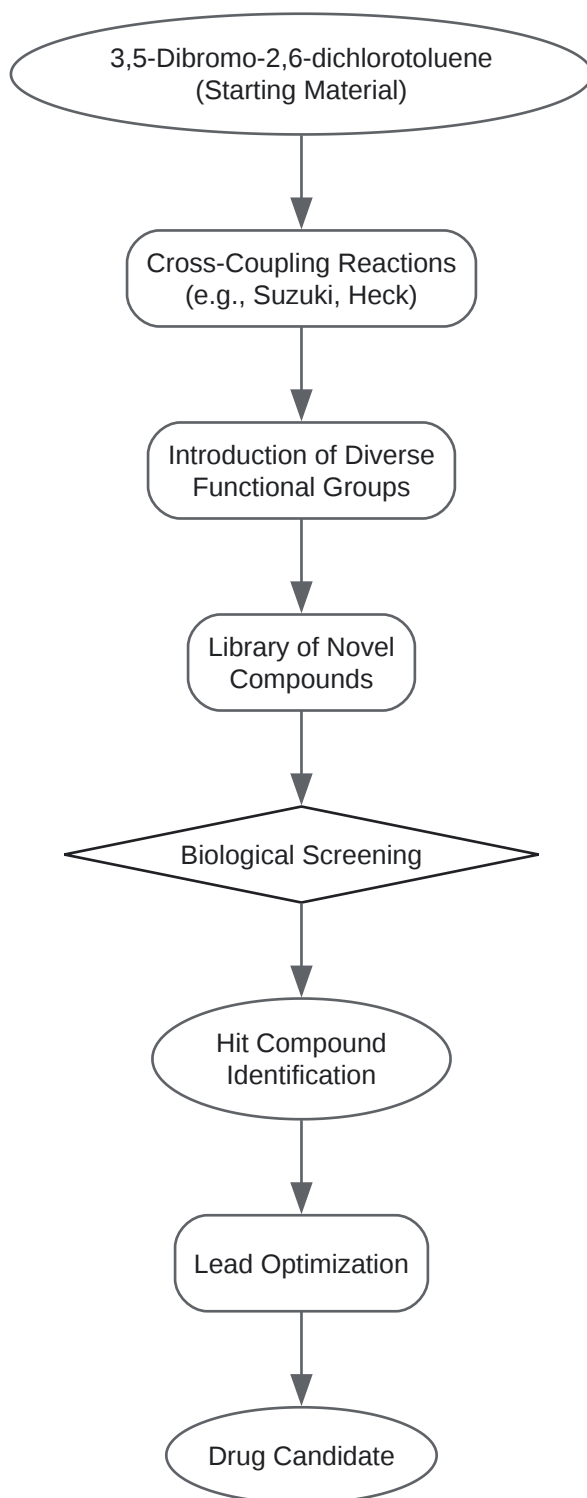 3,5-Dibromo-2,6-dichlorotoluene
(Starting Material)
Cross-Coupling Reactions
(e.g., Suzuki, Heck)
Introduction of Diverse
Functional Groups
Library of Novel
Compounds
Biological Screening
Hit Compound
Identification
Lead Optimization
Drug Candidate